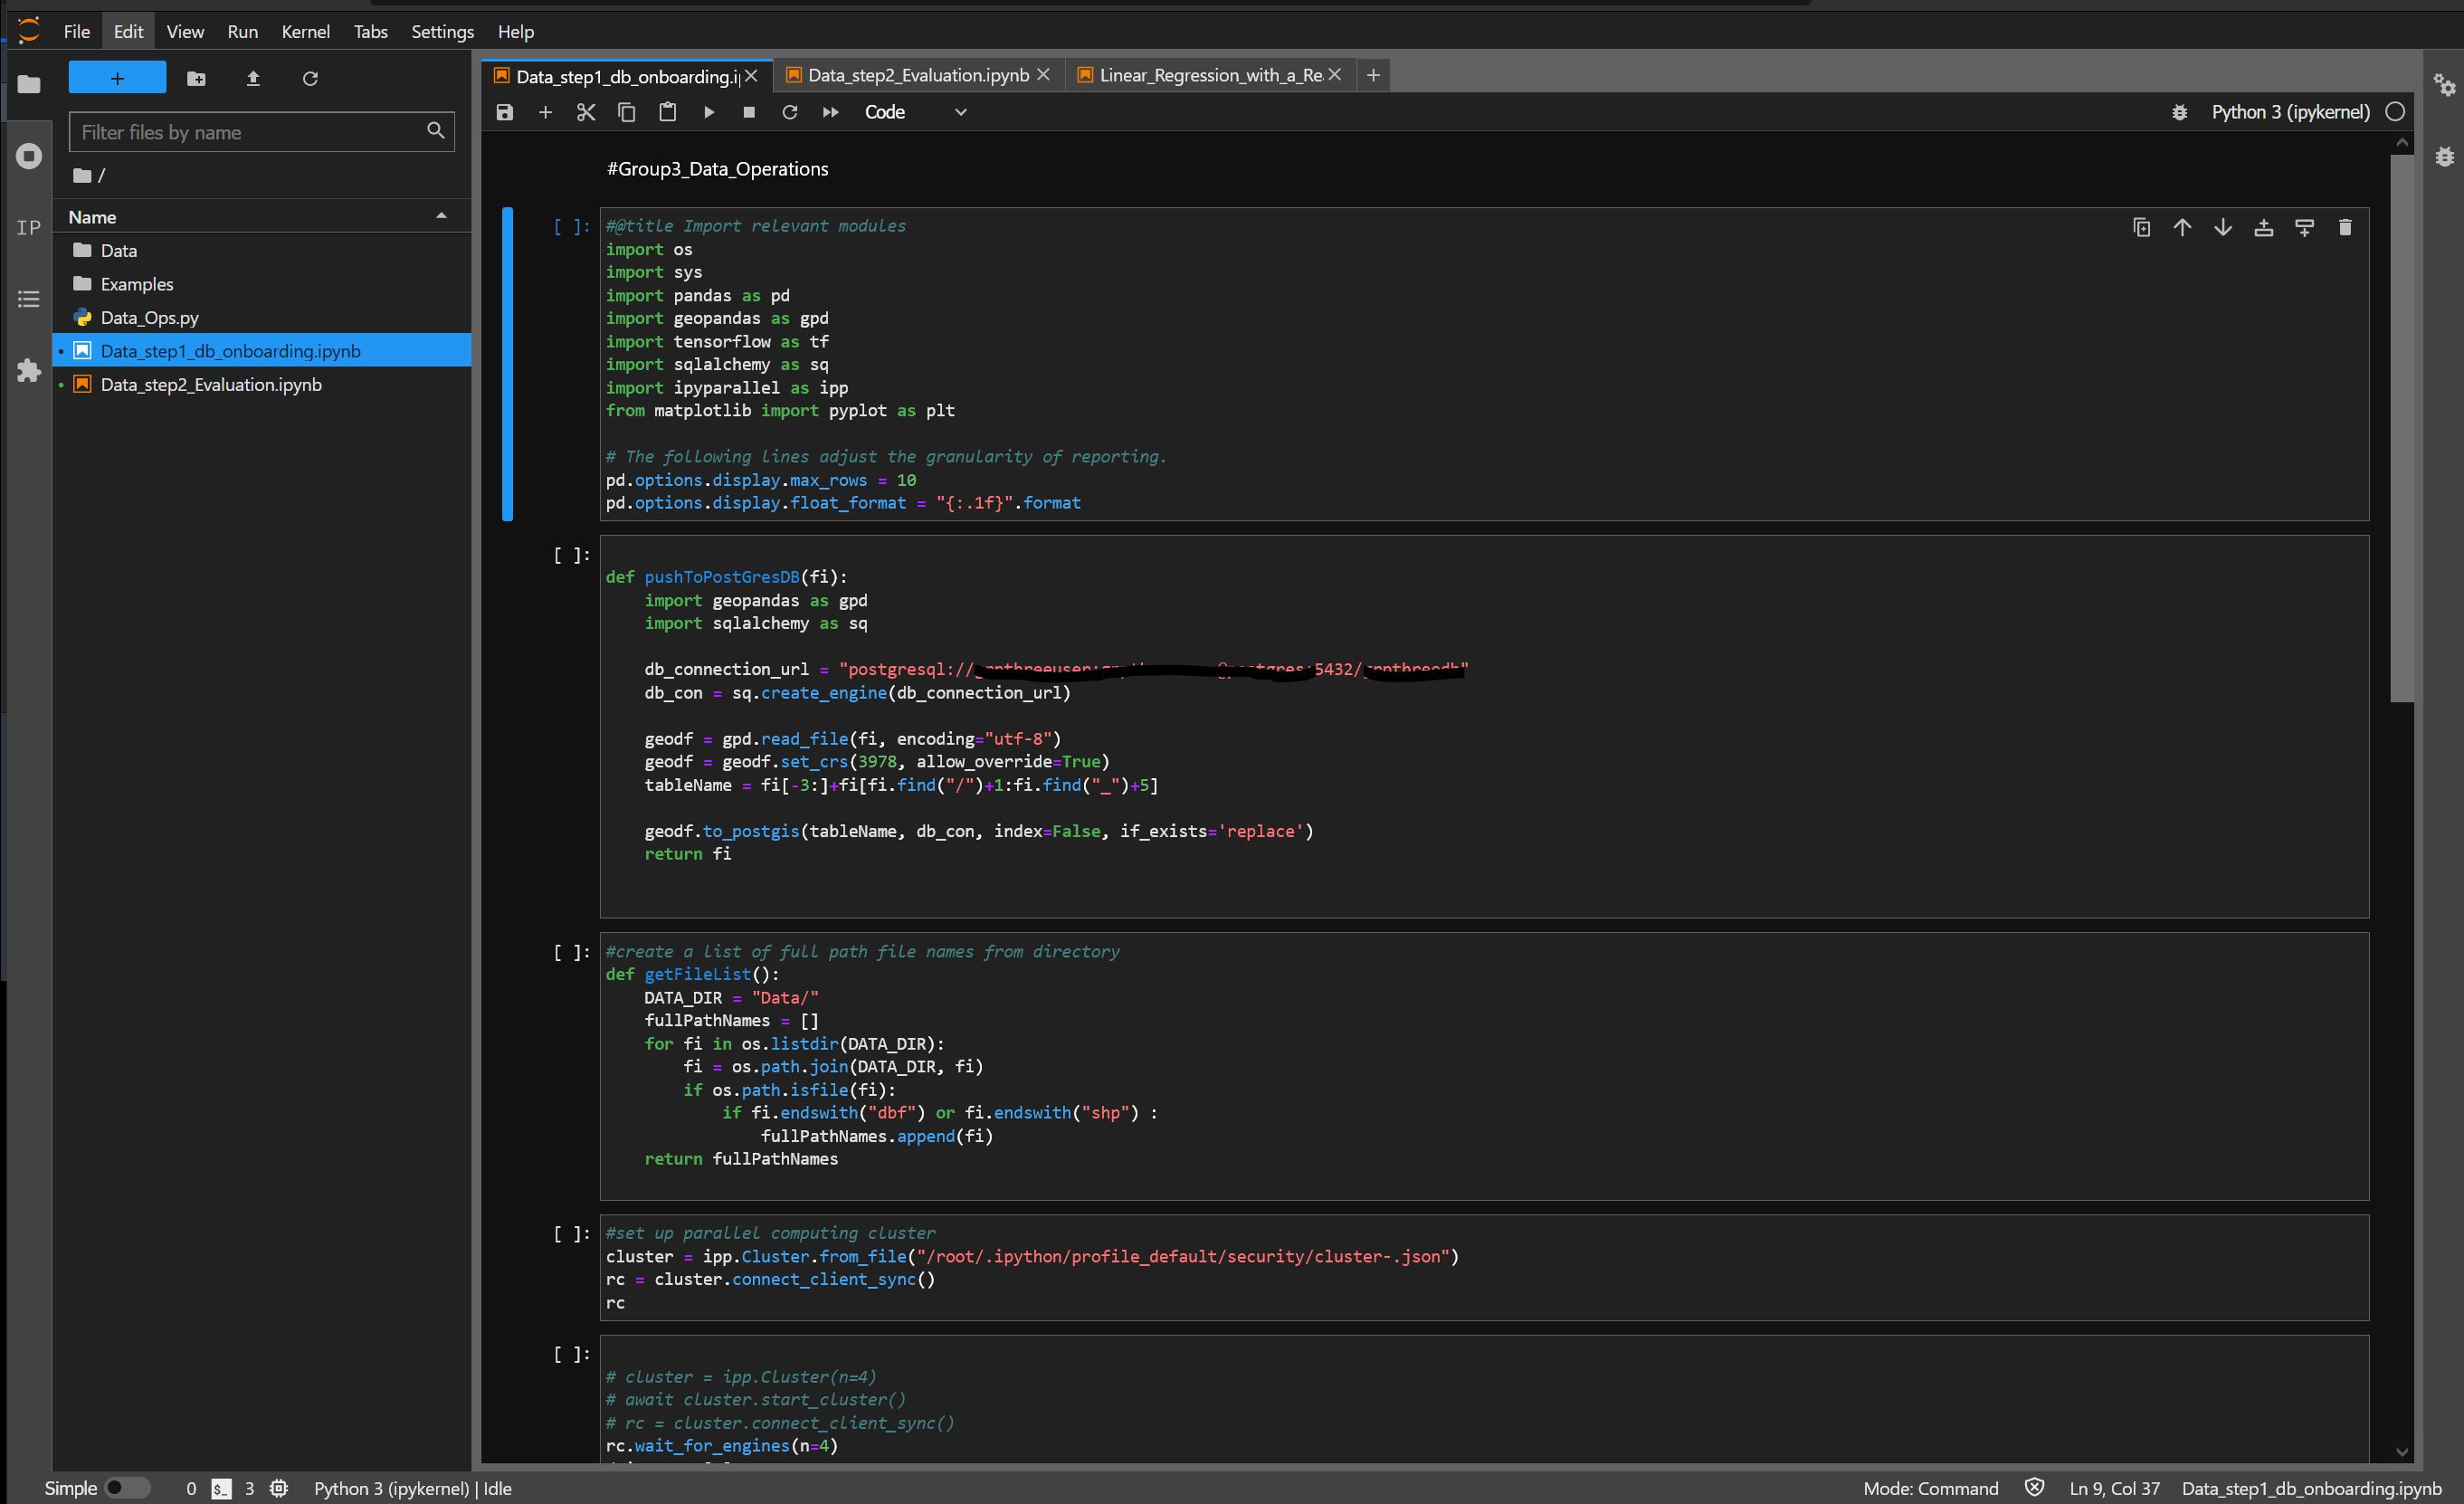 File Edit View Run Kernel Tabs Settings Help
+
Filter files by name
/
Name
Data
Examples
Data_Ops.py
Data_step1_db_onboarding.ipynb
Data_step2_Evaluation.ipynb
IP
Data_step1_db_onboarding.i
Data_step2_Evaluation.ipynb
Linear_Regression_with_a_Re
Code
Python 3 (ipykernel)
#Group3_Data_Operations
[ ]:
#@title Import relevant modules
import os
import sys
import pandas as pd
import geopandas as gpd
import tensorflow as tf
import sqlalchemy as sq
import ipyparallel as ipp
from matplotlib import pyplot as plt
# The following lines adjust the granularity of reporting.
pd.options.display.max_rows = 10
pd.options.display.float_format = "{:.1f}".format
[ ]:
def pushToPostGresDB(fi):
    import geopandas as gpd
    import sqlalchemy as sq
    db_connection_url = "postgresql:// 5432/ "
    db_con = sq.create_engine(db_connection_url)
    geodf = gpd.read_file(fi, encoding="utf-8")
    geodf = geodf.set_crs(3978, allow_override=True)
    tableName = fi[-3:]+fi[fi.find("/")+1:fi.find("_")+5]
    geodf.to_postgis(tableName, db_con, index=False, if_exists='replace')
    return fi
[ ]:
#create a list of full path file names from directory
def getFileList():
    DATA_DIR = "Data/"
    fullPathNames = []
    for fi in os.listdir(DATA_DIR):
        fi = os.path.join(DATA_DIR, fi)
        if os.path.isfile(fi):
            if fi.endswith("dbf") or fi.endswith("shp") :
                fullPathNames.append(fi)
    return fullPathNames
[ ]:
#set up parallel computing cluster
cluster = ipp.Cluster.from_file("/root/.ipython/profile_default/security/cluster-.json")
rc = cluster.connect_client_sync()
rc
[ ]:
# cluster = ipp.Cluster(n=4)
# await cluster.start_cluster()
# rc = cluster.connect_client_sync()
rc.wait_for_engines(n=4)
Simple 0 $_ 3 Python 3 (ipykernel) | Idle Mode: Command Ln 9, Col 37 Data_step1_db_onboarding.ipynb